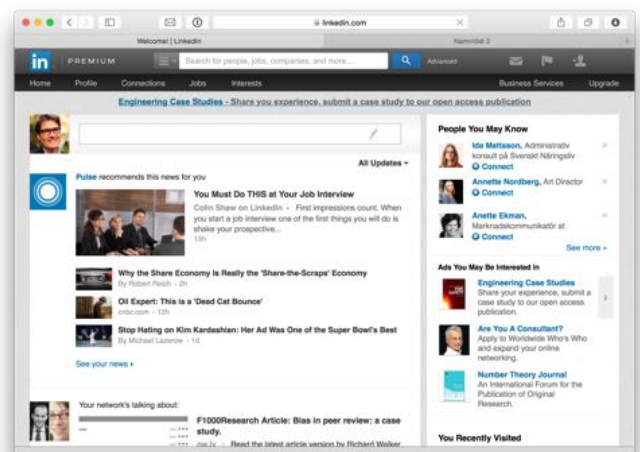 linkedin.com
Welcome! | LinkedIn
Namnlöst 2
in PREMIUM
Search for people, jobs, companies, and more...
Advanced
Home Profile Connections Jobs Interests
Business Services Upgrade
Engineering Case Studies - Share you experience, submit a case study to our open access publication
All Updates
Pulse recommends this news for you
You Must Do THIS at Your Job Interview
Colin Shaw on LinkedIn - First impressions count. When
you start a job interview one of the first things you will do is
shake your prospective...
Why the Share Economy Is Really the 'Share-the-Scraps' Economy
By Robert Reich - 2h
Oil Expert: This is a 'Dead Cat Bounce'
cnbc.com - 12h
Stop Hating on Kim Kardashian: Her Ad Was One of the Super Bowl's Best
By Michael Lazerow - 1d
See your news
Your network's talking about:
F1000Research Article: Bias in peer review: a case
study.
Read the latest article version by Richard Walker
People You May Know
Ida Mattsson, Administrativ
konsult på Svenskt Näringsliv
Connect
Annette Nordberg, Art Director
Connect
Anette Ekman,
Marknadskommunikatör at
Connect
See more »
Ads You May Be Interested In
Engineering Case Studies
Share your experience, submit a
case study to our open access
publication.
Are You A Consultant?
Apply to Worldwide Who's Who
and expand your online
networking.
Number Theory Journal
An International Forum for the
Publication of Original
Research.
You Recently Visited